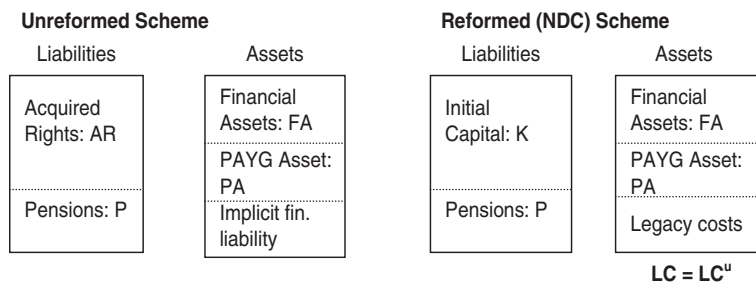 Unreformed Scheme
Liabilities
Assets
Acquired
Rights: AR
Pensions: P
Financial
Assets: FA
PAYG Asset:
PA
Implicit fin.
liability
Reformed (NDC) Scheme
Liabilities
Assets
Initial
Capital: K
Pensions: P
Financial
Assets: FA
PAYG Asset:
PA
Legacy costs
LC = LCᵘ